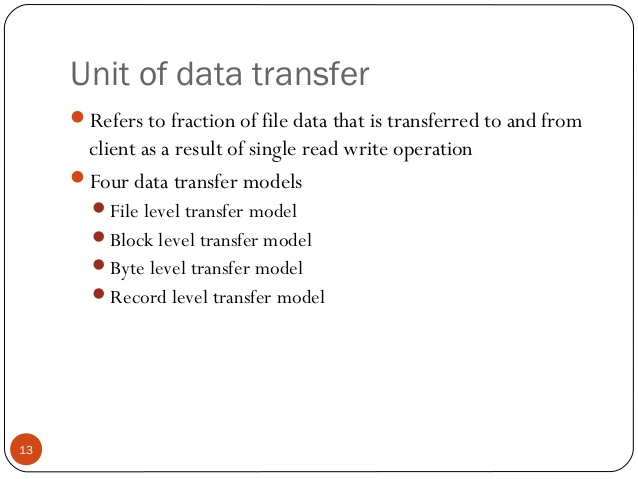 Unit of data transfer
Refers to fraction of file data that is transferred to and from
client as a result of single read write operation
Four data transfer models
File level transfer model
Block level transfer model
Byte level transfer model
Record level transfer model
13